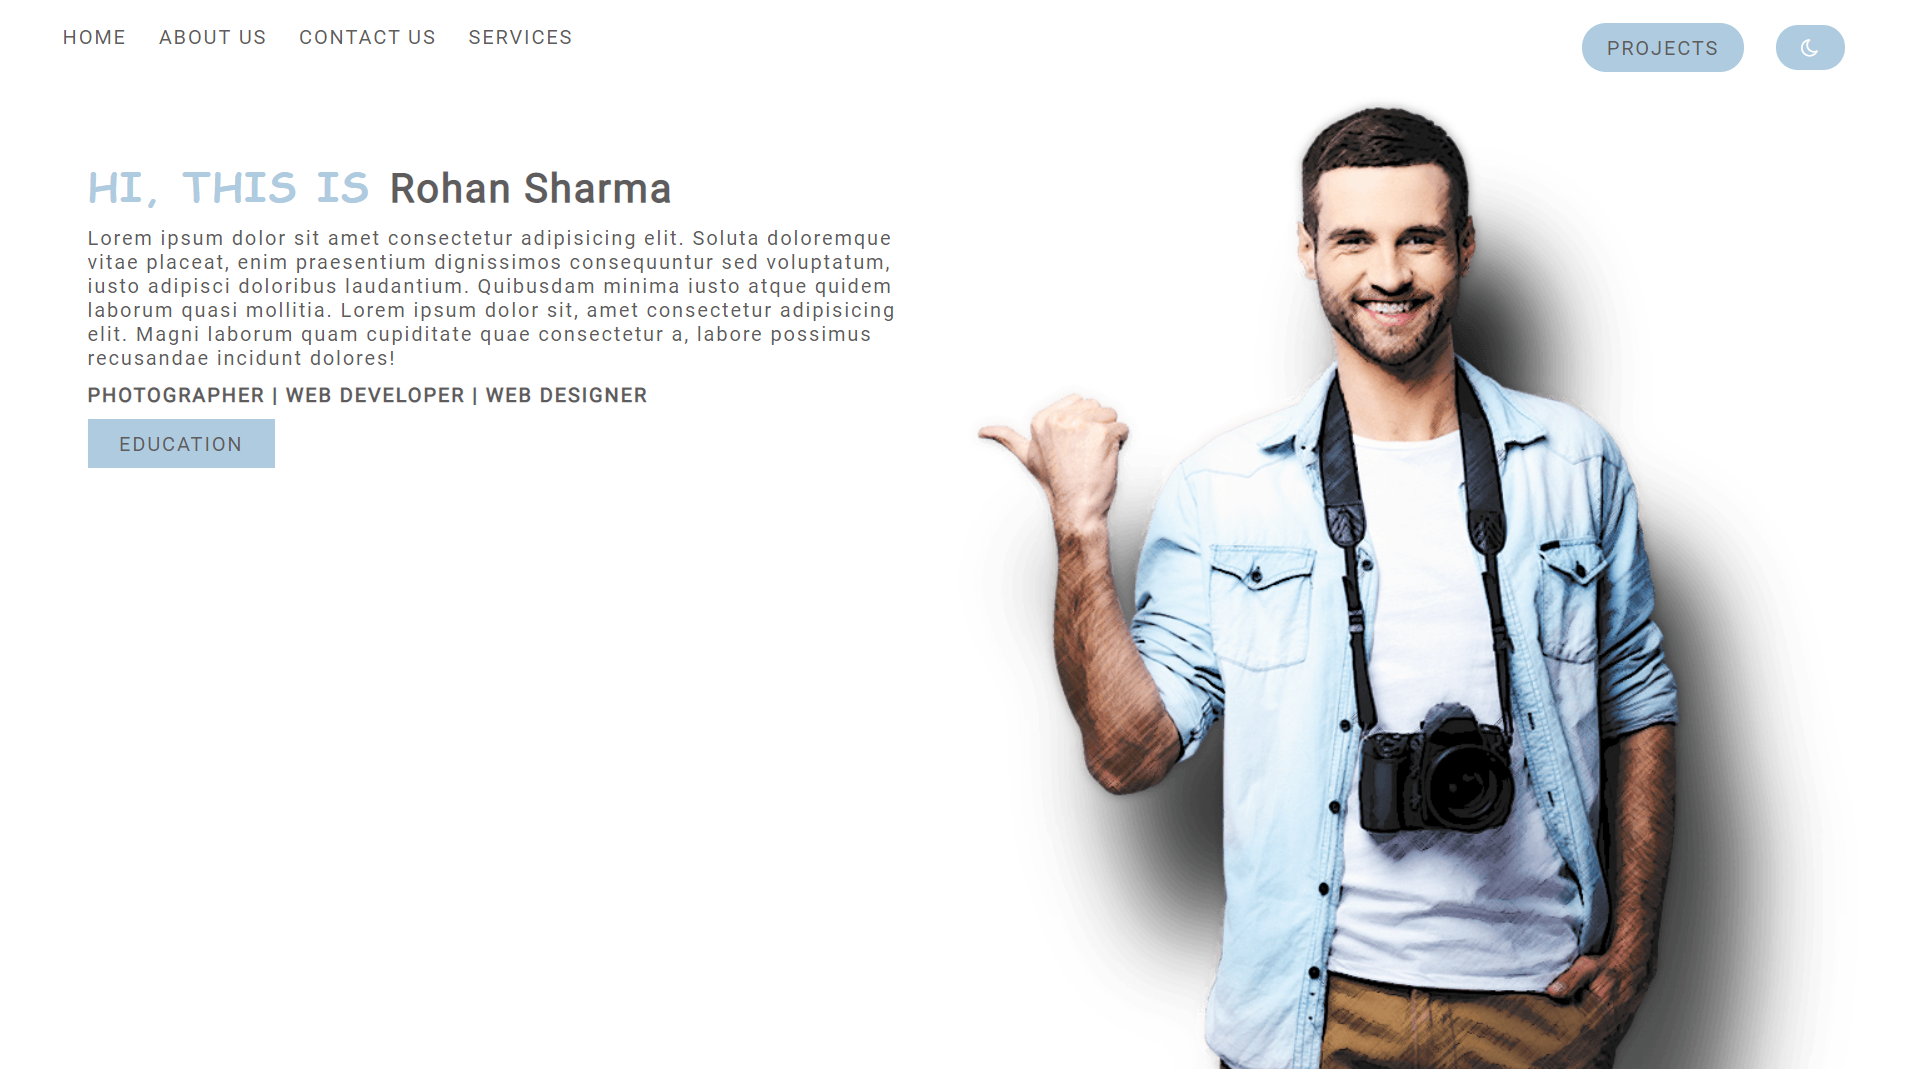 HOME ABOUT US CONTACT US SERVICES PROJECTS
HI, THIS IS Rohan Sharma
Lorem ipsum dolor sit amet consectetur adipisicing elit. Soluta doloremque
vitae placeat, enim praesentium dignissimos consequuntur sed voluptatum,
iusto adipisci doloribus laudantium. Quibusdam minima iusto atque quidem
laborum quasi mollitia. Lorem ipsum dolor sit, amet consectetur adipisicing
elit. Magni laborum quam cupiditate quae consectetur a, labore possimus
recusandae incidunt dolores!
PHOTOGRAPHER | WEB DEVELOPER | WEB DESIGNER
EDUCATION